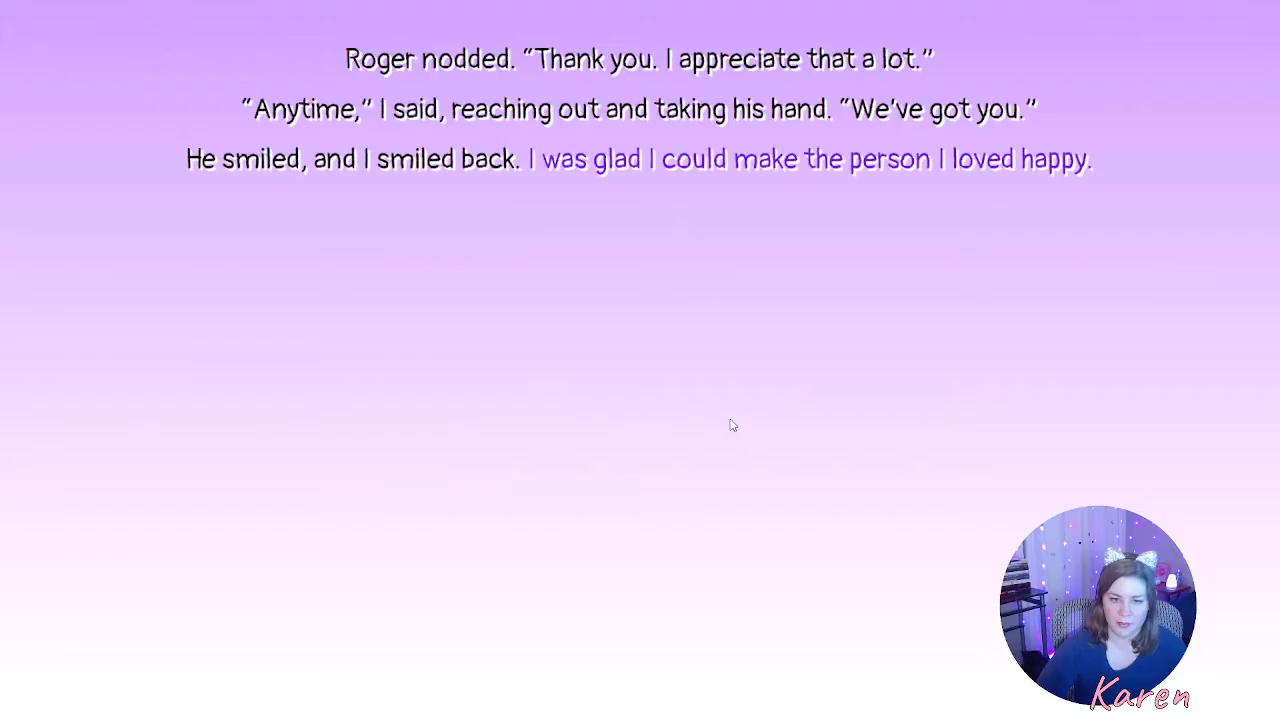 Roger nodded. “Thank you. I appreciate that a lot.”
“Anytime,” I said, reaching out and taking his hand. “We’ve got you.”
He smiled, and I smiled back. I was glad I could make the person I loved happy.
Karen